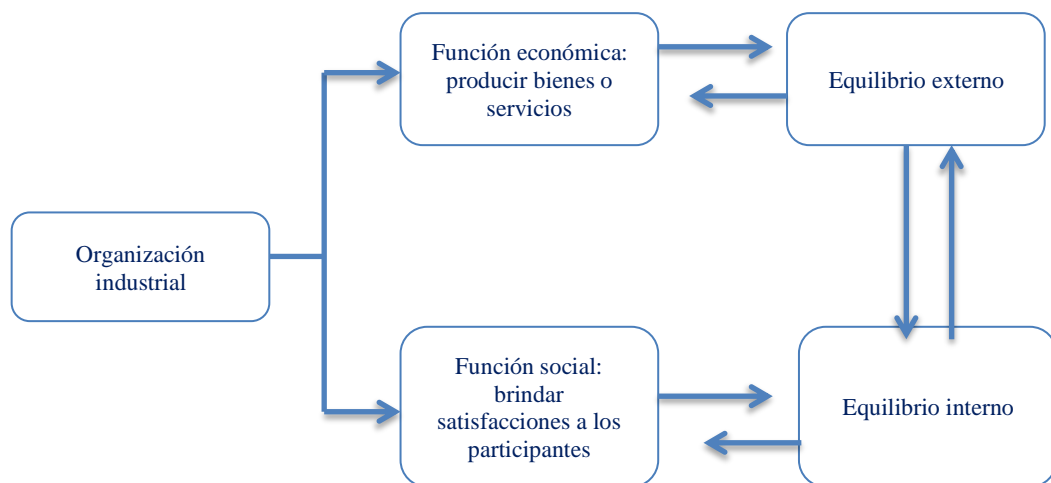 Función económica:
producir bienes o
servicios
Equilibrio externo
Organización
industrial
Función social:
brindar
satisfacciones a los
participantes
Equilibrio interno